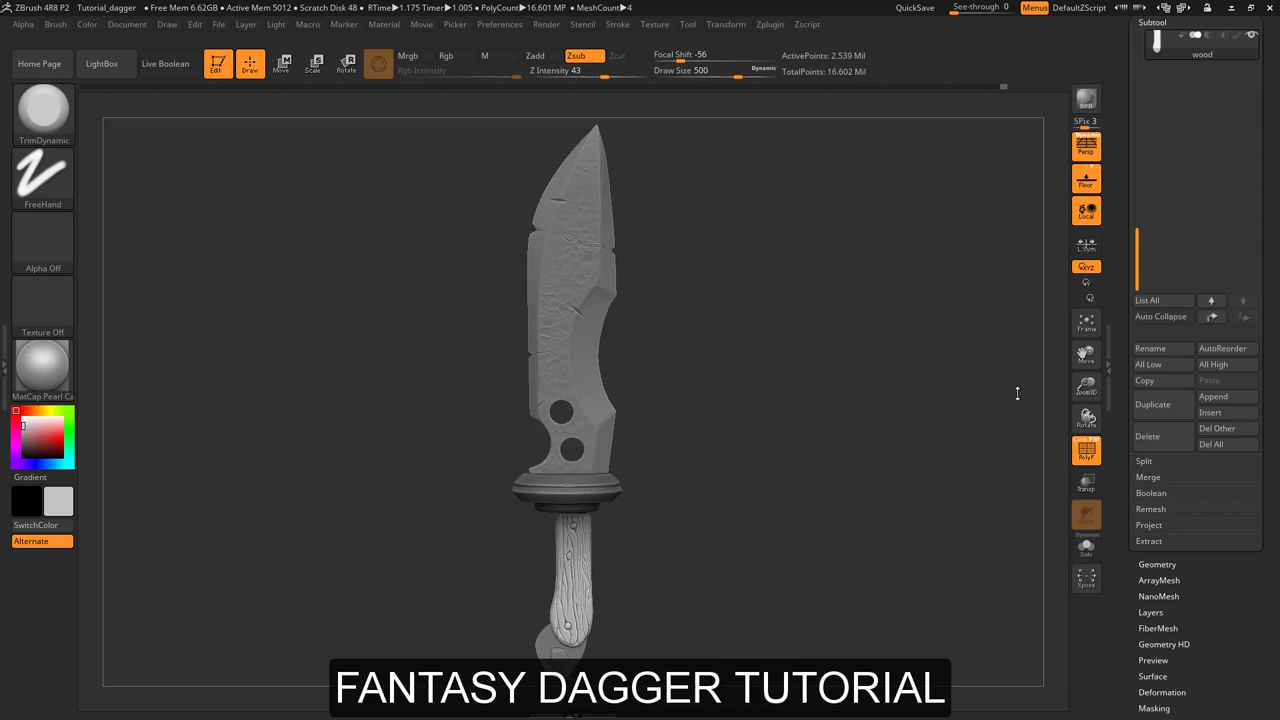 ZBrush 4R8 P2 Tutorial_dagger • Free Mem 6.62GB • Active Mem 5012 • Scratch Disk 48 • RTime▶1.175 Timer▶1.005 • PolyCount▶16.601 MP • MeshCount▶4 QuickSave See-through 0 Menus DefaultZScript
Alpha Brush Color Document Draw Edit File Layer Light Macro Marker Material Movie Picker Preferences Render Stencil Stroke Texture Tool Transform Zplugin Zscript
Home Page LightBox Live Boolean
Edit Draw Move Scale Rotate
Mrgb Rgb M Zadd Zsub Zcut
Rgb Intensity Z Intensity 43
Focal Shift -56
Draw Size 500 Dynamic
ActivePoints: 2.539 Mil
TotalPoints: 16.602 Mil
TrimDynamic
FreeHand
Alpha Off
Texture Off
MatCap Pearl Ca
Gradient
SwitchColor
Alternate
BPR
SPix 3
Dynamic
Persp
Floor
Local
L.Sym
XYZ
Frame
Move
Zoom3D
Rotate
Line Fill
PolyF
Transp
Ghost
Dynamic
Solo
Xpose
Subtool
wood
List All
Auto Collapse
Rename AutoReorder
All Low All High
Copy Paste
Duplicate Append
Insert
Delete Del Other
Del All
Split
Merge
Boolean
Remesh
Project
Extract
Geometry
ArrayMesh
NanoMesh
Layers
FiberMesh
Geometry HD
Preview
Surface
Deformation
Masking
FANTASY DAGGER TUTORIAL